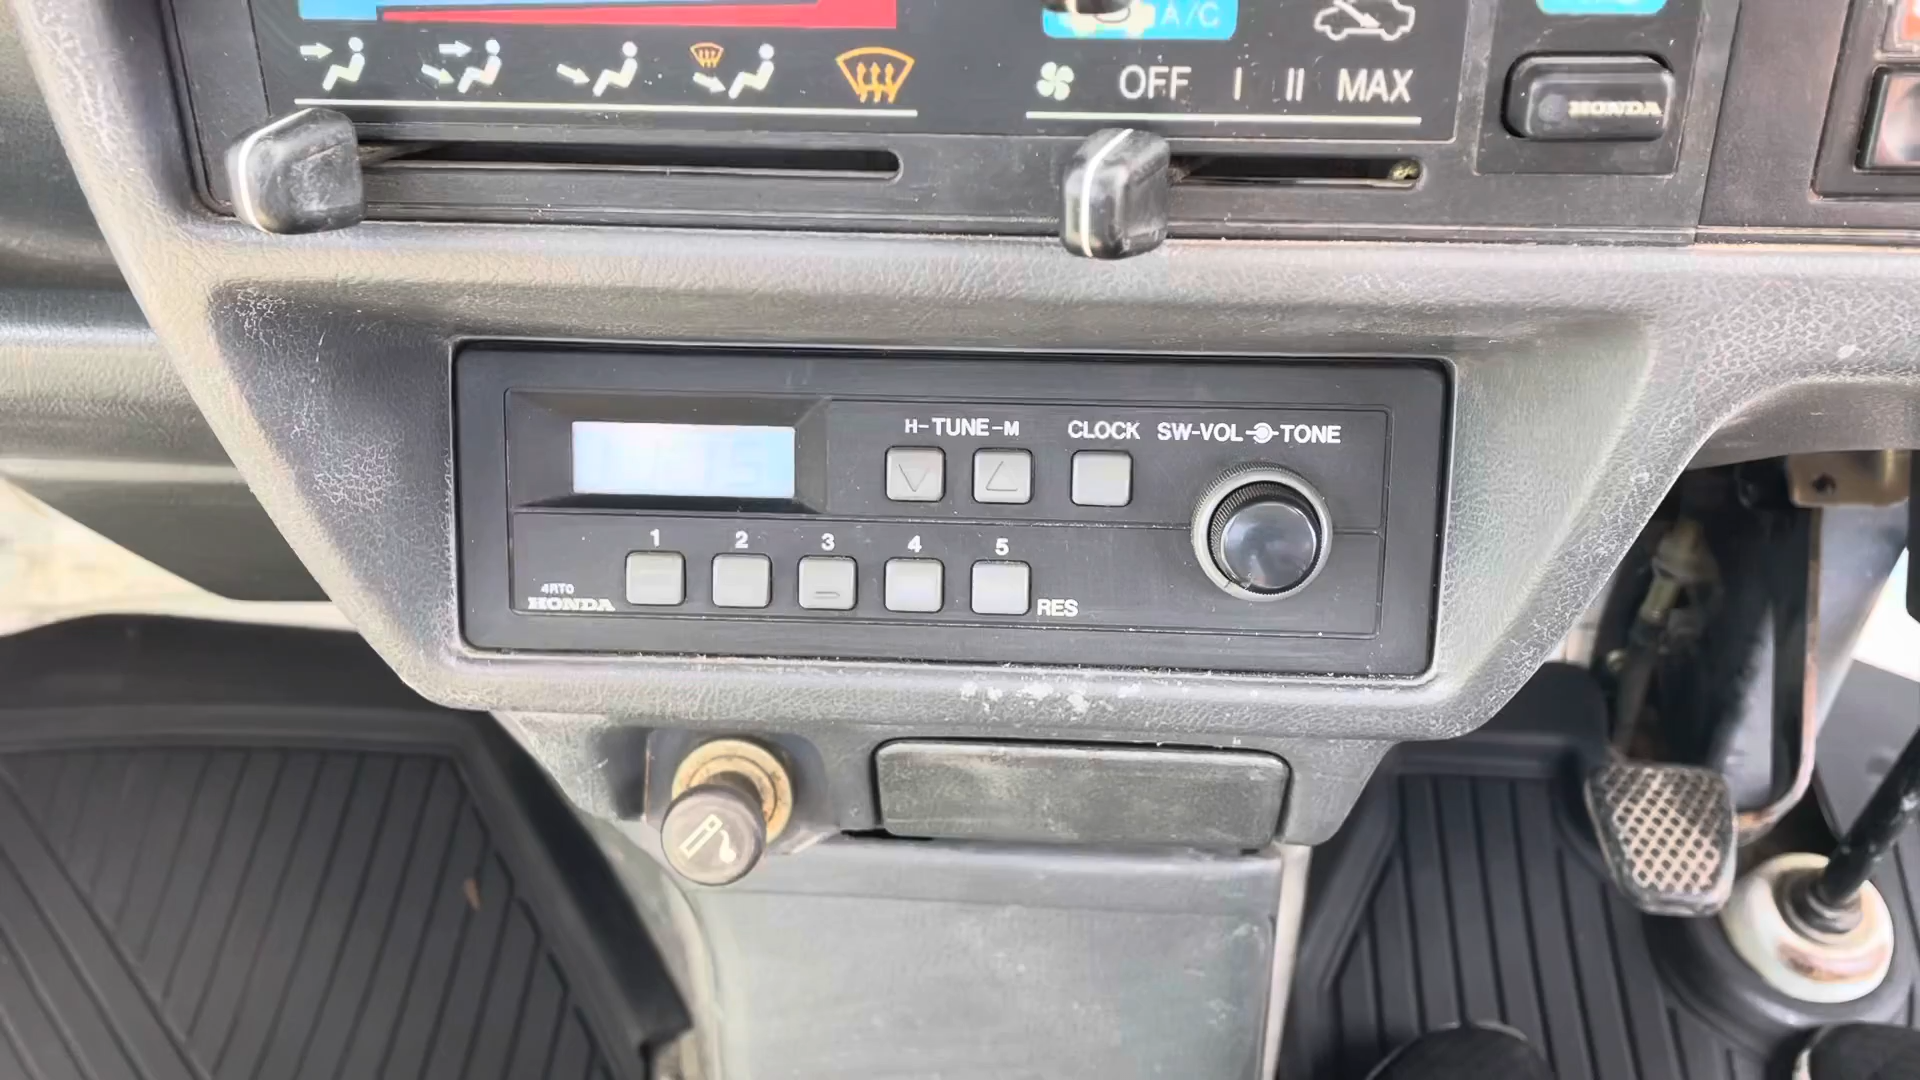 A/C
OFF I II MAX
HONDA
H-TUNE-M
CLOCK
SW-VOL TONE
1 2 3 4 5
4RT0
HONDA
RES